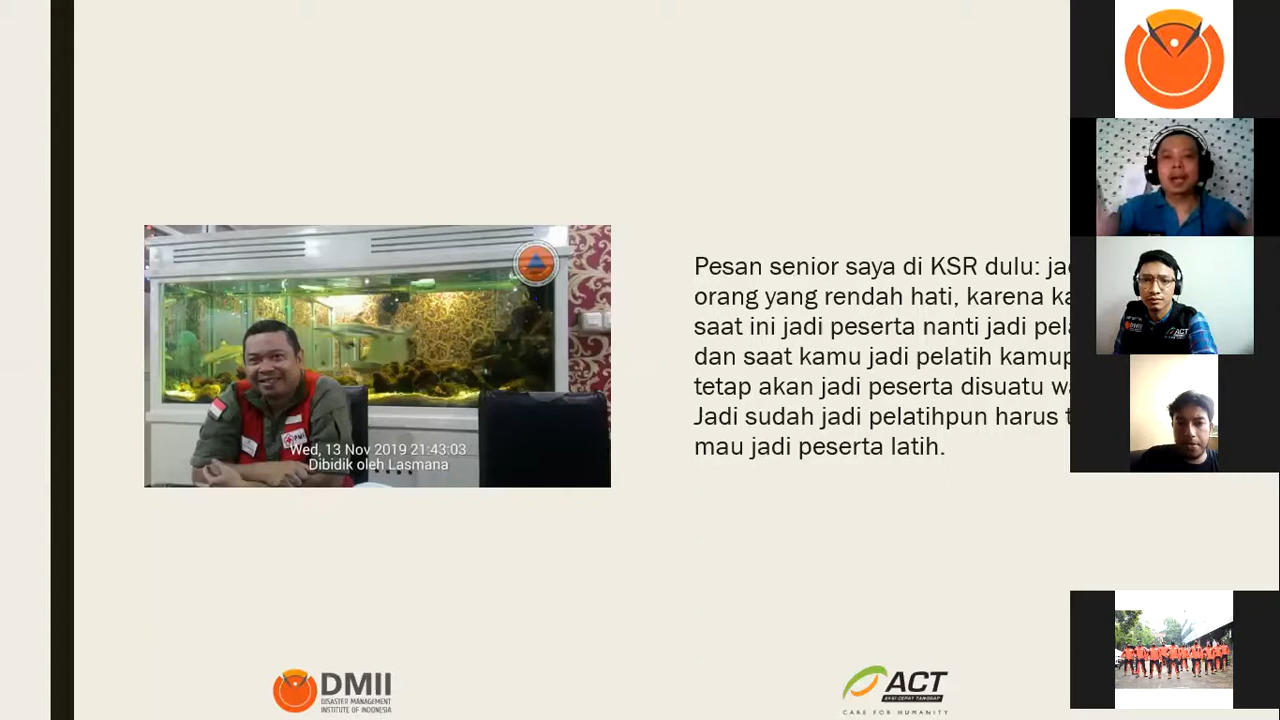 Pesan senior saya di KSR dulu:
orang yang rendah hati, karena
saat ini jadi peserta nanti jadi
dan saat kamu jadi pelatih
tetap akan jadi peserta disuatu
Jadi sudah jadi pelatihpun harus
mau jadi peserta latih.
PMI
Wed, 13 Nov 2019 21:43:03
Dibidik oleh Lasmana
DMII
ACT
DMII
DISASTER MANAGEMENT
INSTITUTE OF INDONESIA
ACT
AKSI CEPAT TANGGAP
CARE FOR HUMANITY